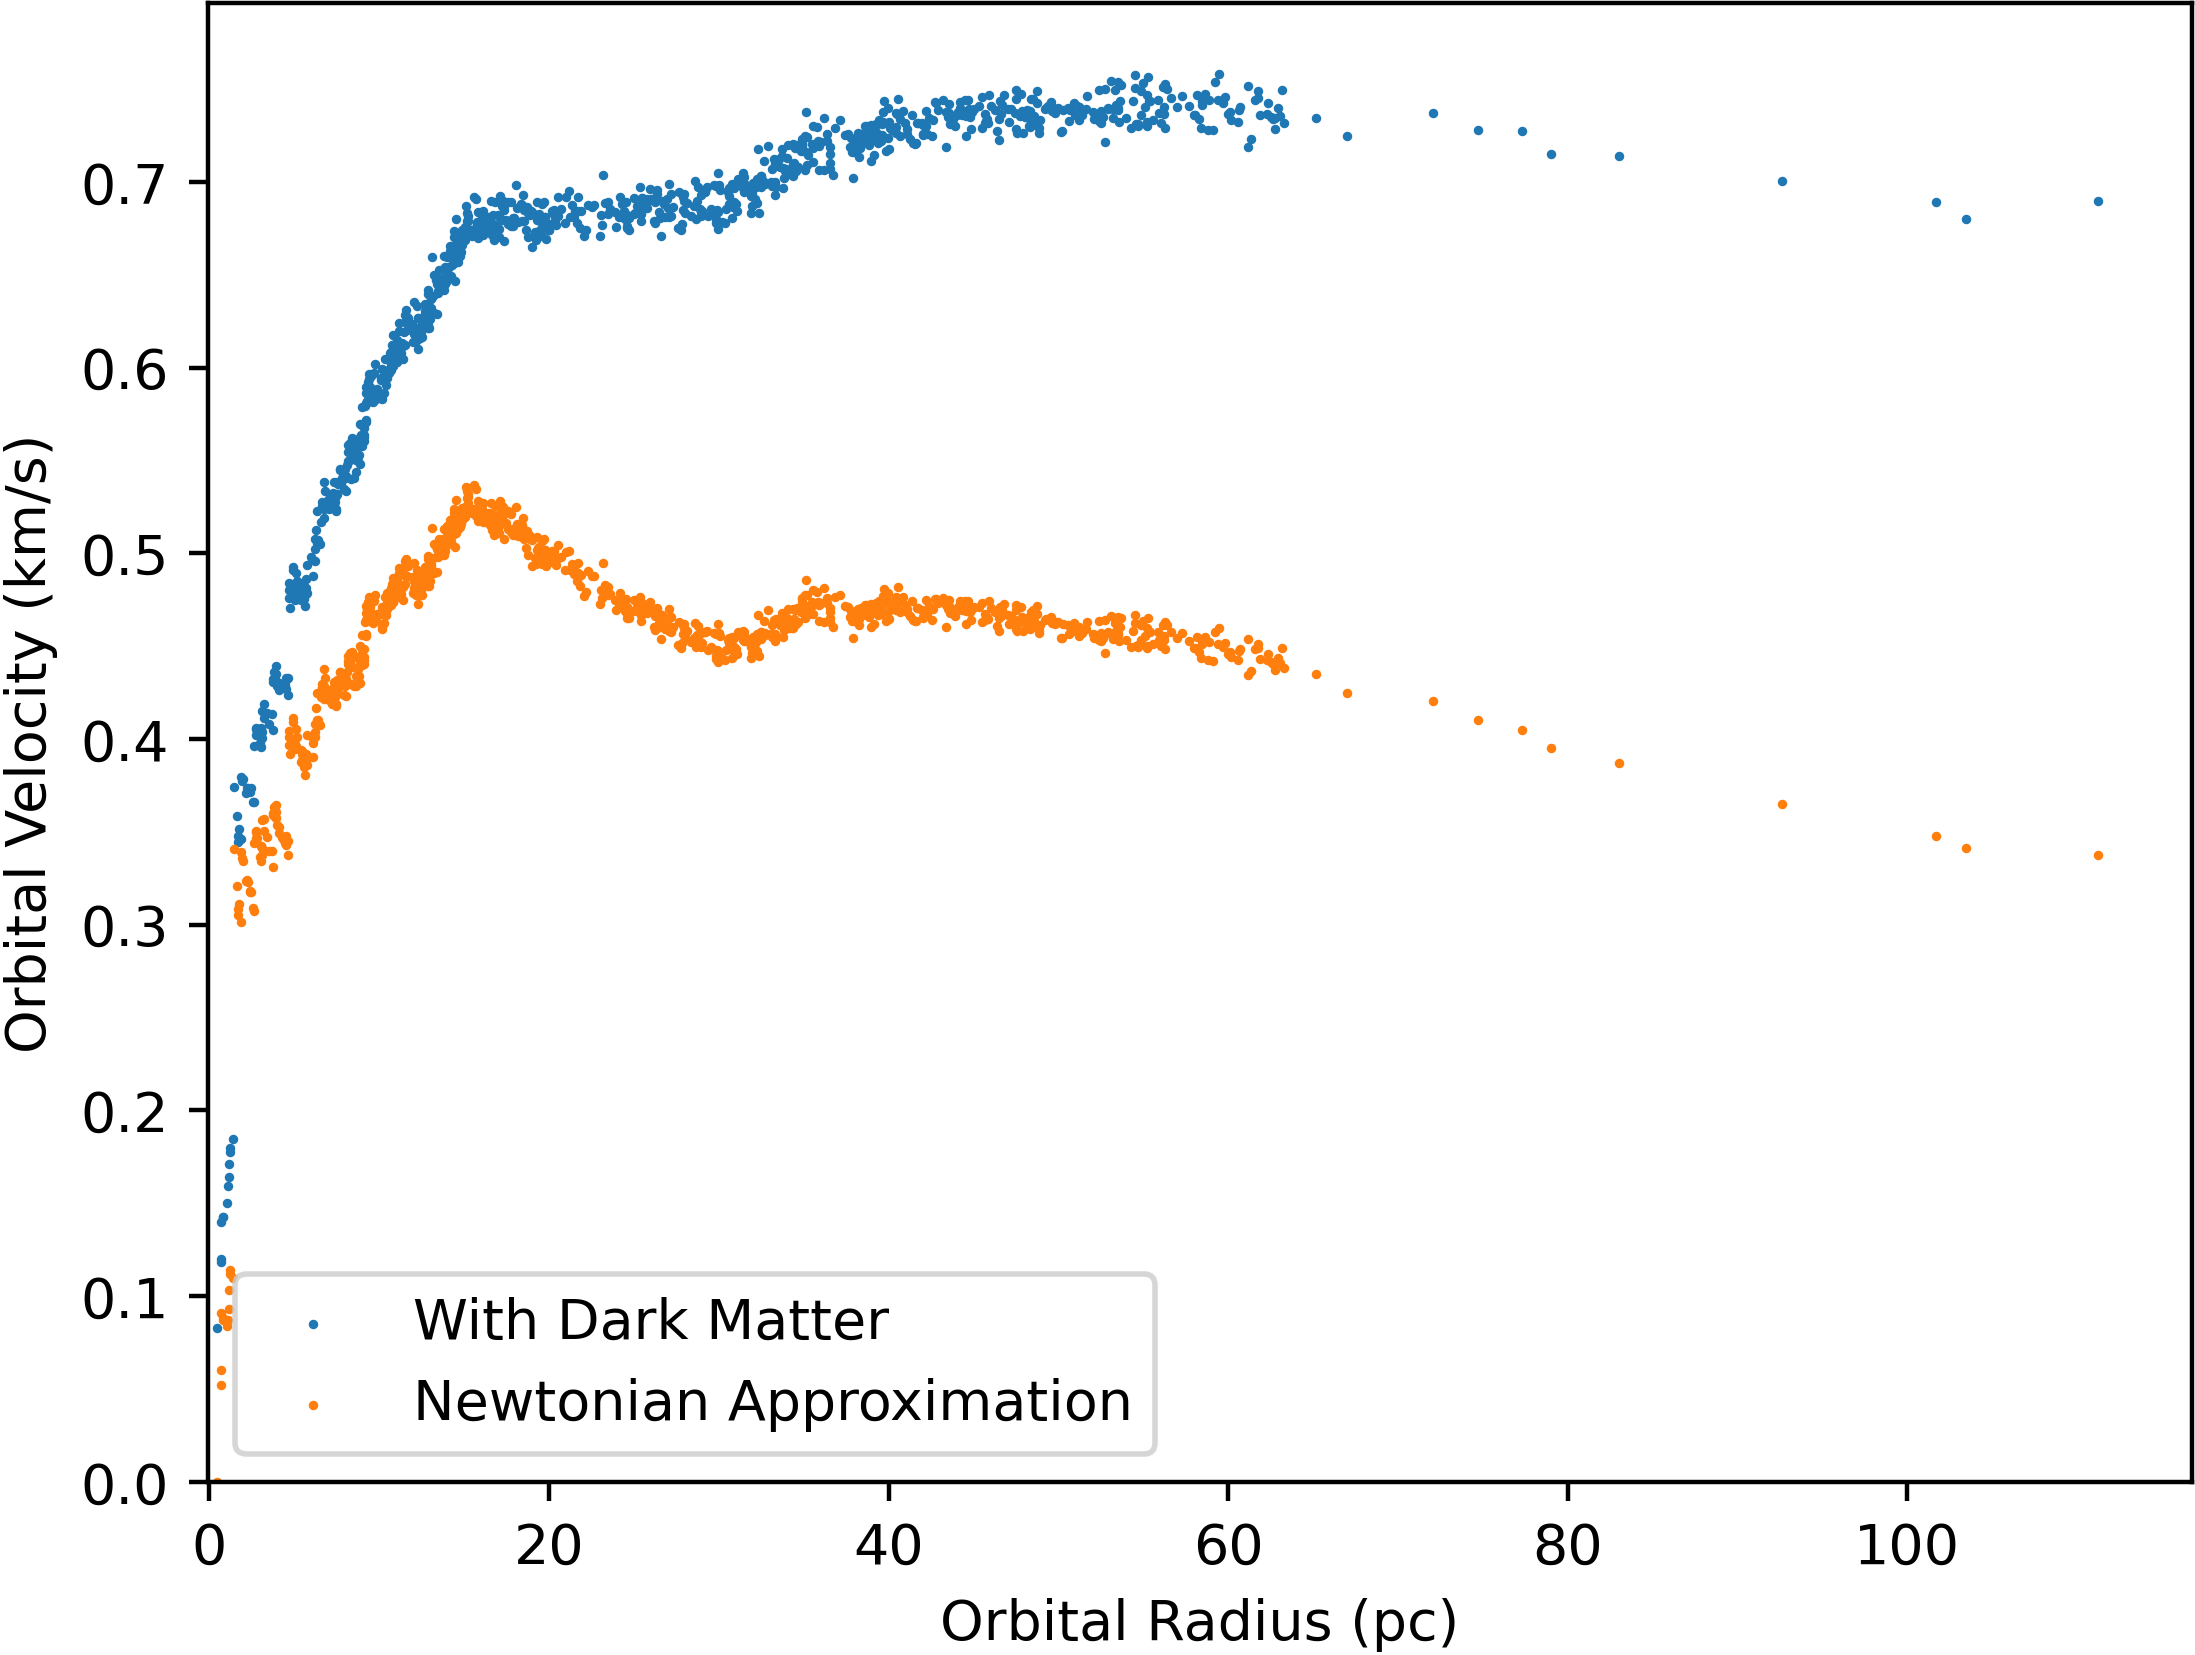 Orbital Velocity (km/s)
0.7
0.6
0.5
0.4
0.3
0.2
0.1
0.0
With Dark Matter
Newtonian Approximation
0 20 40 60 80 100
Orbital Radius (pc)